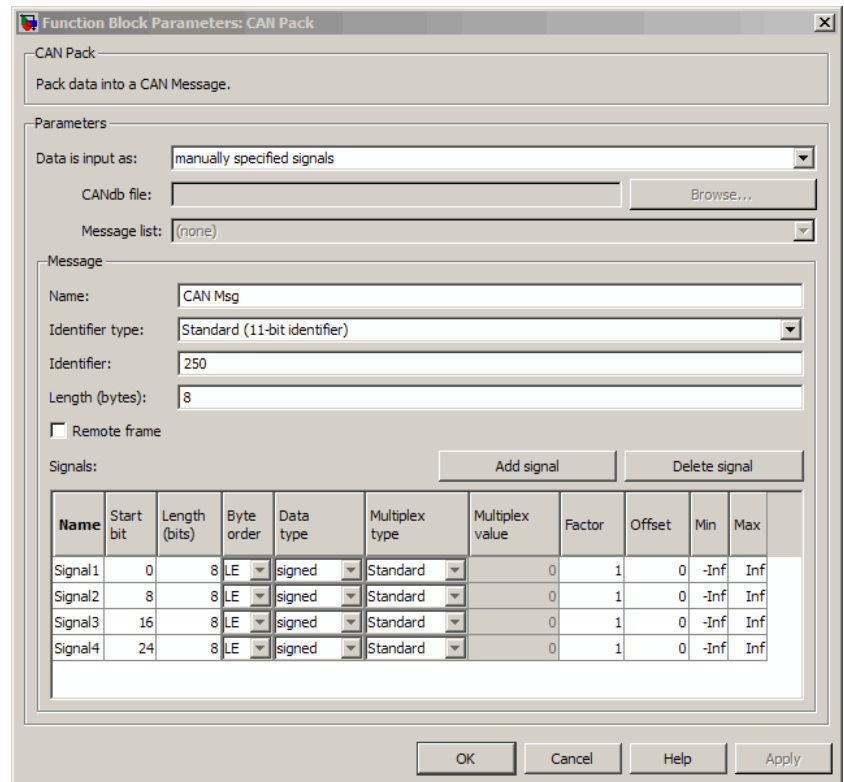 Function Block Parameters: CAN Pack
CAN Pack
Pack data into a CAN Message.
Parameters
Data is input as: manually specified signals
CANdb file: Browse...
Message list: (none)
Message
Name: CAN Msg
Identifier type: Standard (11-bit identifier)
Identifier: 250
Length (bytes): 8
Remote frame
Signals: Add signal Delete signal
Name Start bit Length (bits) Byte order Data type Multiplex type Multiplex value Factor Offset Min Max
Signal1 0 8 LE signed Standard 0 1 0 -Inf Inf
Signal2 8 8 LE signed Standard 0 1 0 -Inf Inf
Signal3 16 8 LE signed Standard 0 1 0 -Inf Inf
Signal4 24 8 LE signed Standard 0 1 0 -Inf Inf
OK Cancel Help Apply